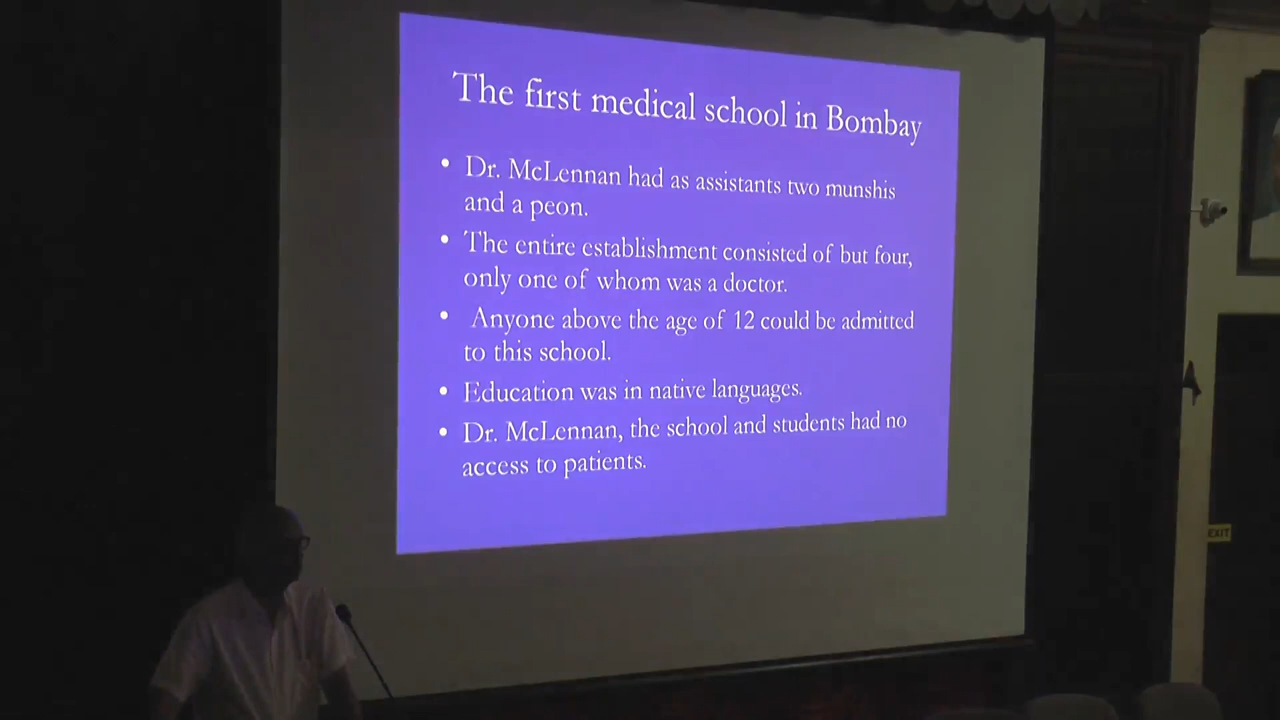 The first medical school in Bombay
• Dr. McLennan had as assistants two munshis
and a peon.
• The entire establishment consisted of but four,
only one of whom was a doctor.
• Anyone above the age of 12 could be admitted
to this school.
• Education was in native languages.
• Dr. McLennan, the school and students had no
access to patients.
EXIT